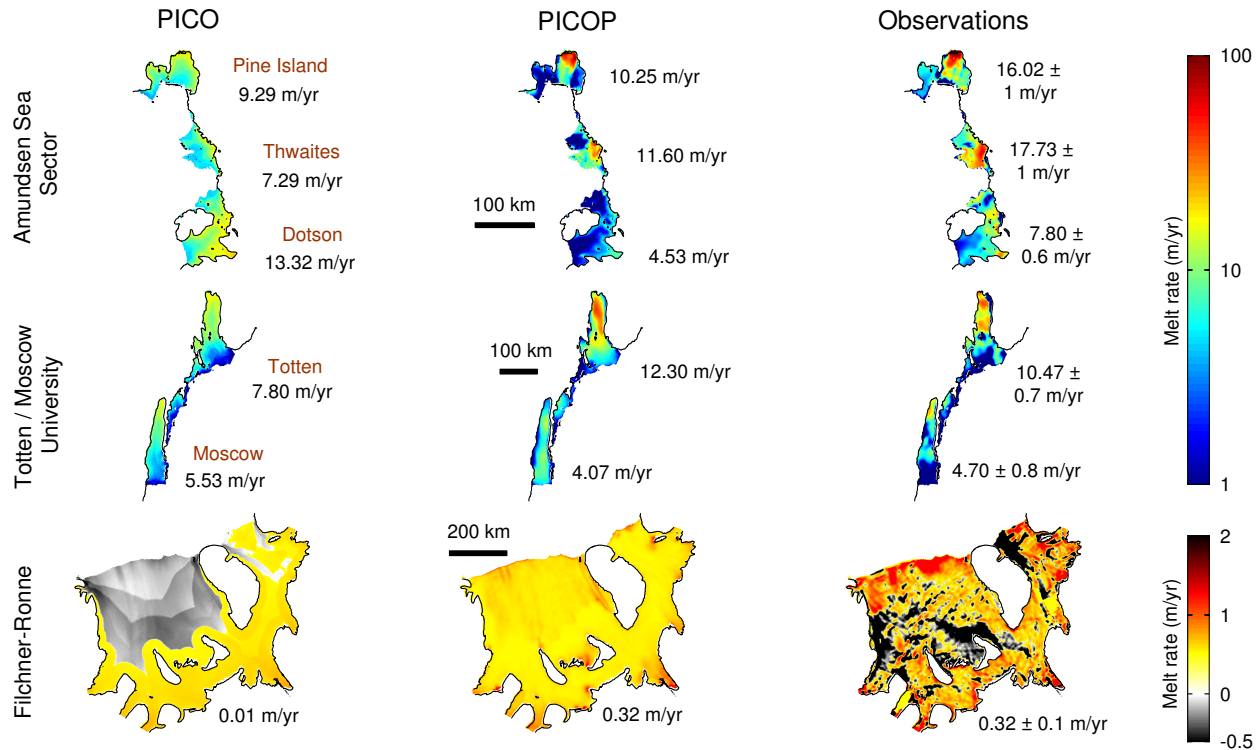 PICO
PICOP
Observations
Amundsen Sea
Sector
Pine Island
9.29 m/yr
10.25 m/yr
16.02 ±
1 m/yr
Thwaites
7.29 m/yr
11.60 m/yr
17.73 ±
1 m/yr
100 km
Dotson
13.32 m/yr
4.53 m/yr
7.80 ±
0.6 m/yr
100
10
1
Melt rate (m/yr)
Totten / Moscow
University
Totten
7.80 m/yr
100 km
12.30 m/yr
10.47 ±
0.7 m/yr
Moscow
5.53 m/yr
4.07 m/yr
4.70 ± 0.8 m/yr
Filchner-Ronne
200 km
0.01 m/yr
0.32 m/yr
0.32 ± 0.1 m/yr
2
1
0
-0.5
Melt rate (m/yr)